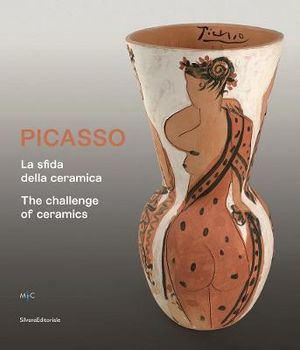 Picasso
PICASSO
La sfida
della ceramica
The challenge
of ceramics
MIC
SilvanaEditoriale